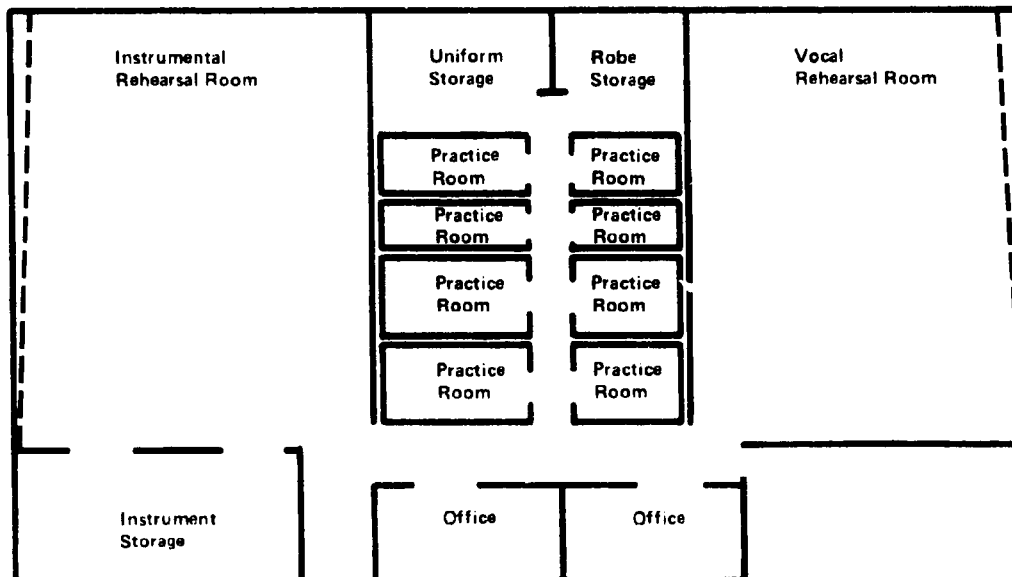 Instrumental
Rehearsal Room
Uniform
Storage
Robe
Storage
Vocal
Rehearsal Room
Practice
Room
Practice
Room
Practice
Room
Practice
Room
Practice
Room
Practice
Room
Practice
Room
Practice
Room
Instrument
Storage
Office
Office